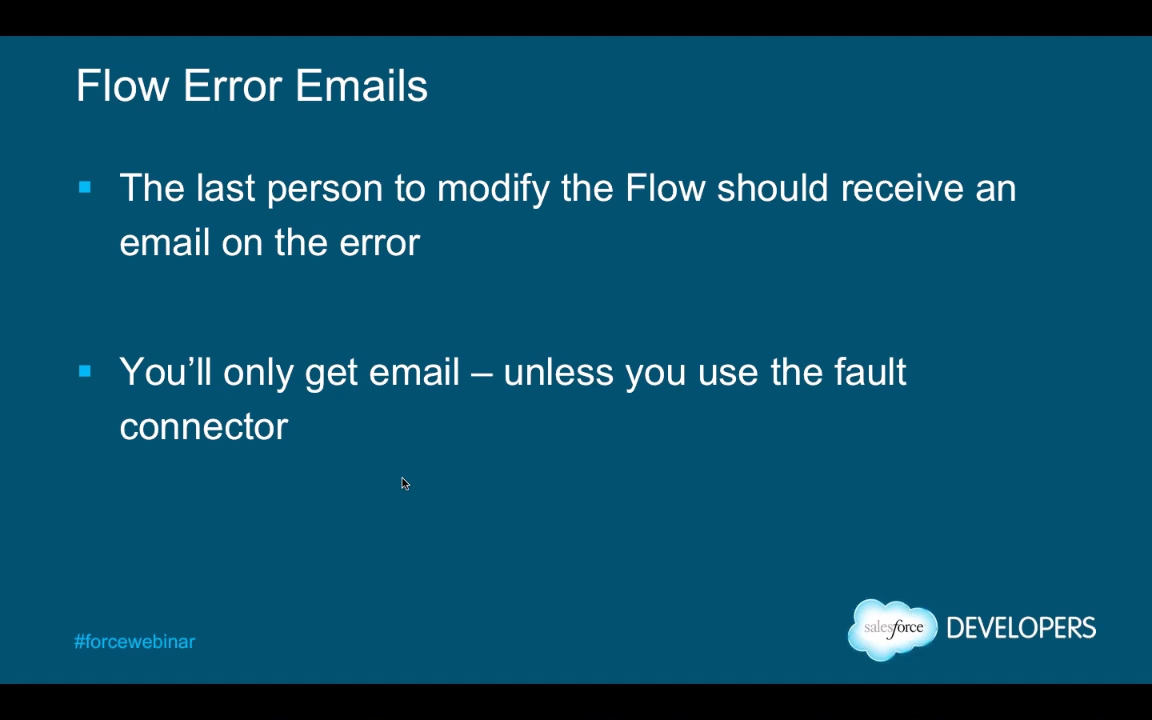 Flow Error Emails
The last person to modify the Flow should receive an
email on the error
You'll only get email – unless you use the fault
connector
#forcewebinar
salesforce DEVELOPERS